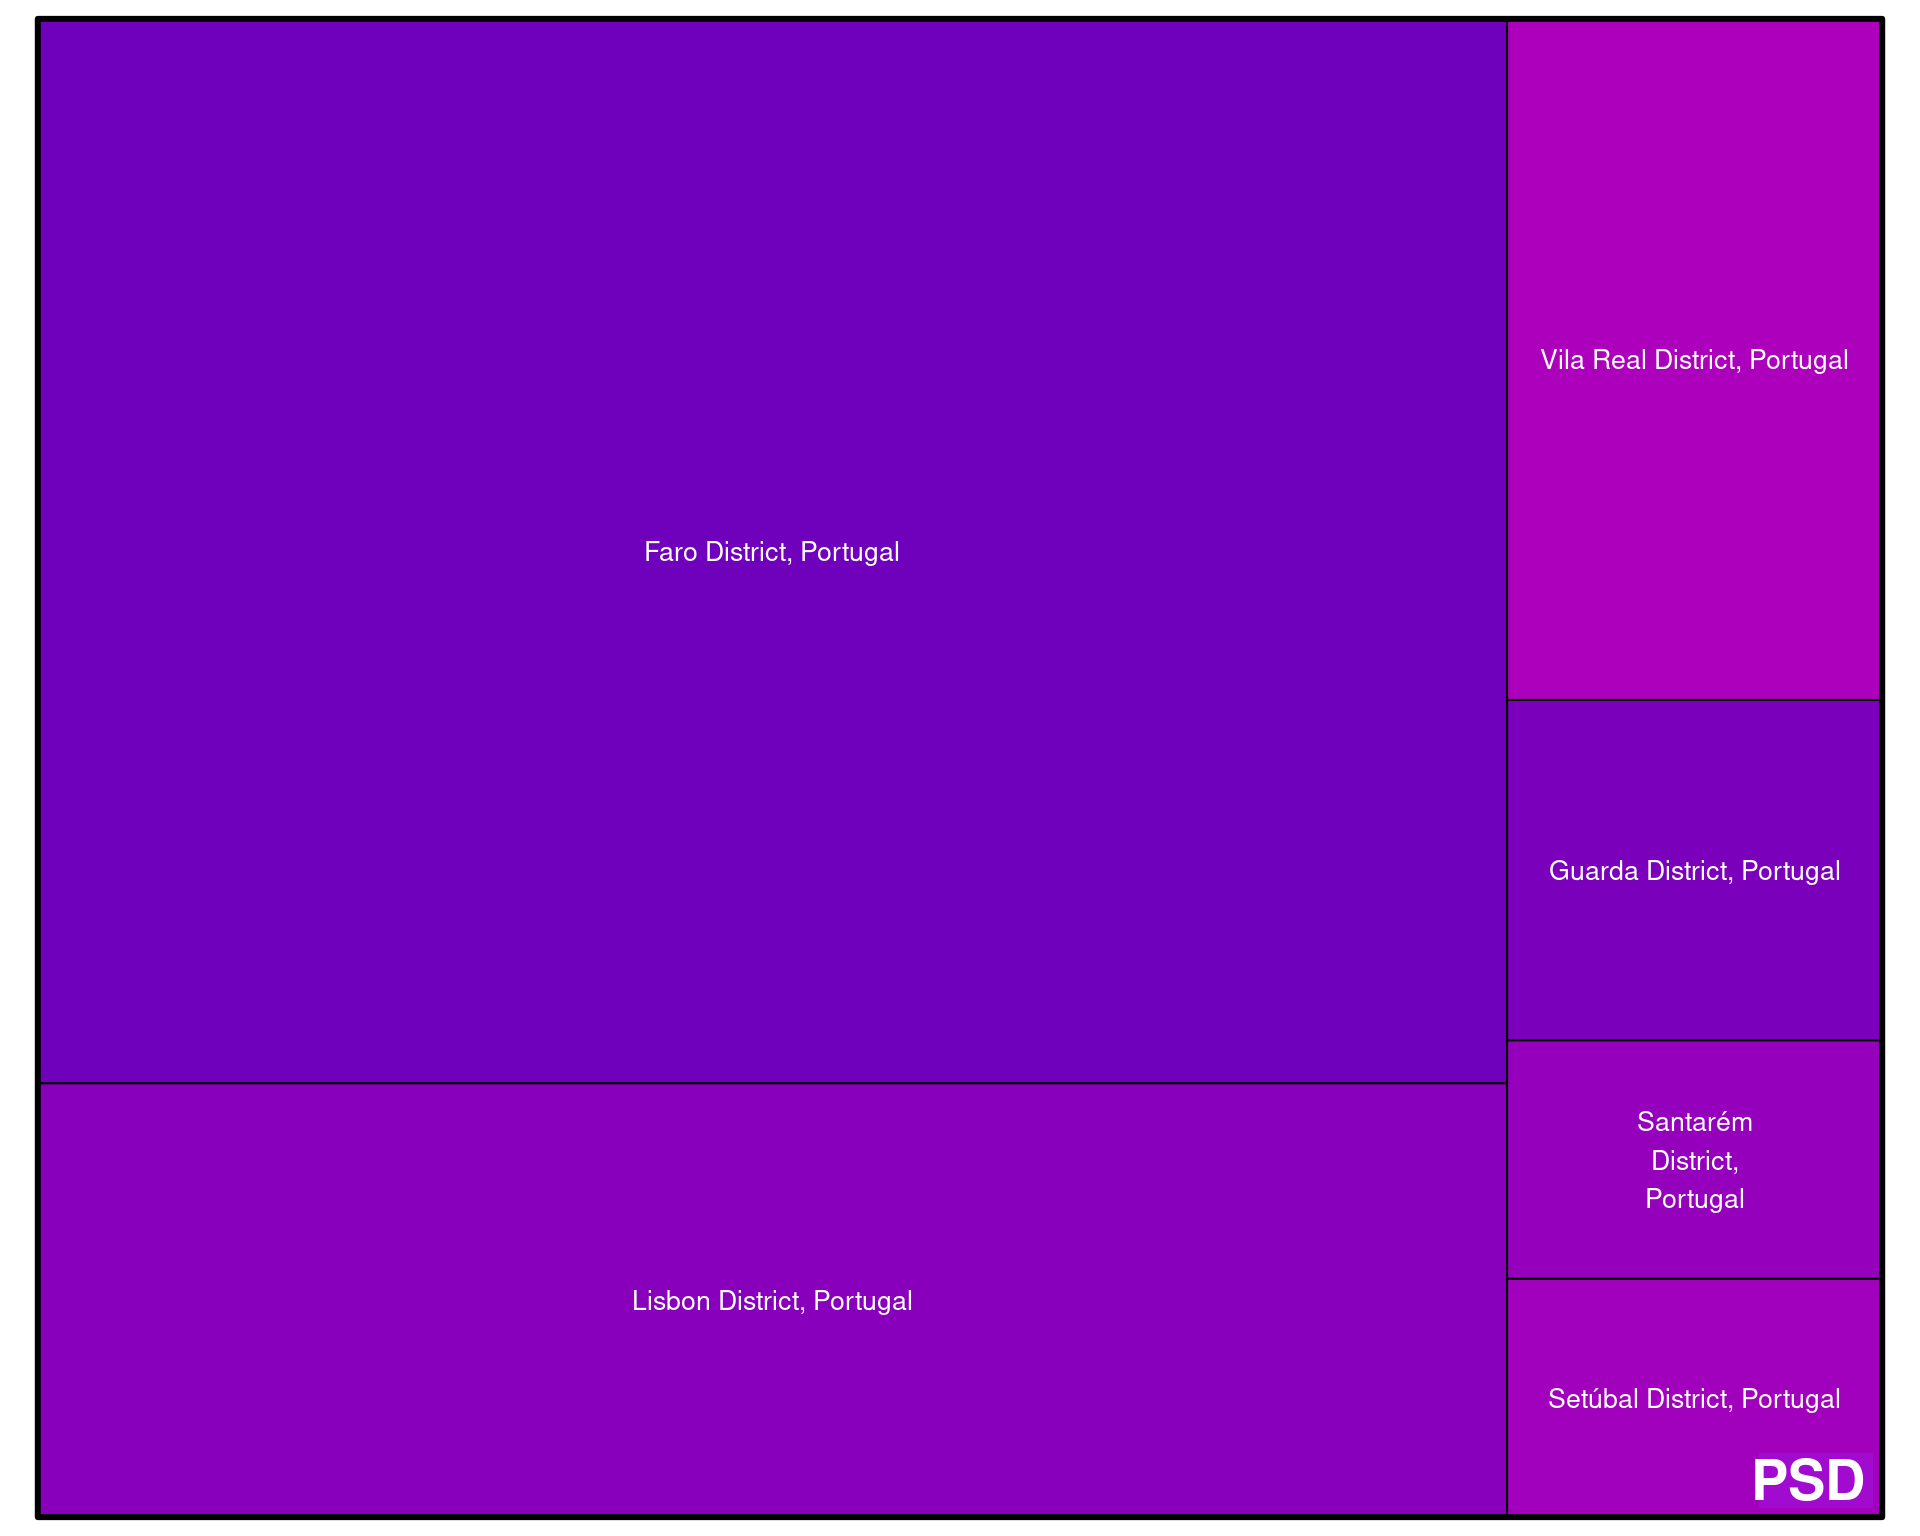 Faro District, Portugal
Lisbon District, Portugal
Vila Real District, Portugal
Guarda District, Portugal
Santarém
District,
Portugal
Setúbal District, Portugal
PSD